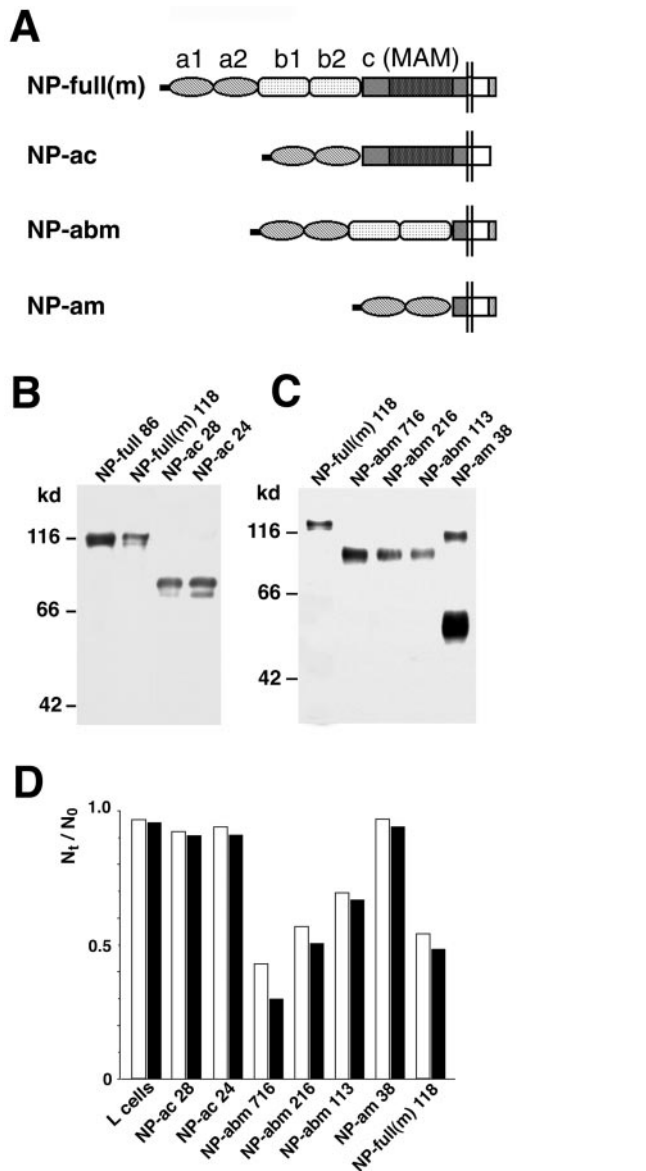 A
a1 a2 b1 b2 c (MAM)
NP-full(m)
NP-ac
NP-abm
NP-am
B
NP-full 86
NP-full(m) 118
NP-ac 28
NP-ac 24
kd
116
66
42
C
NP-full(m) 118
NP-abm 716
NP-abm 216
NP-abm 113
NP-am 38
kd
116
66
42
D
Nt / N0
1.0
0.5
0
L cells
NP-ac 28
NP-ac 24
NP-abm 716
NP-abm 216
NP-abm 113
NP-am 38
NP-full(m) 118